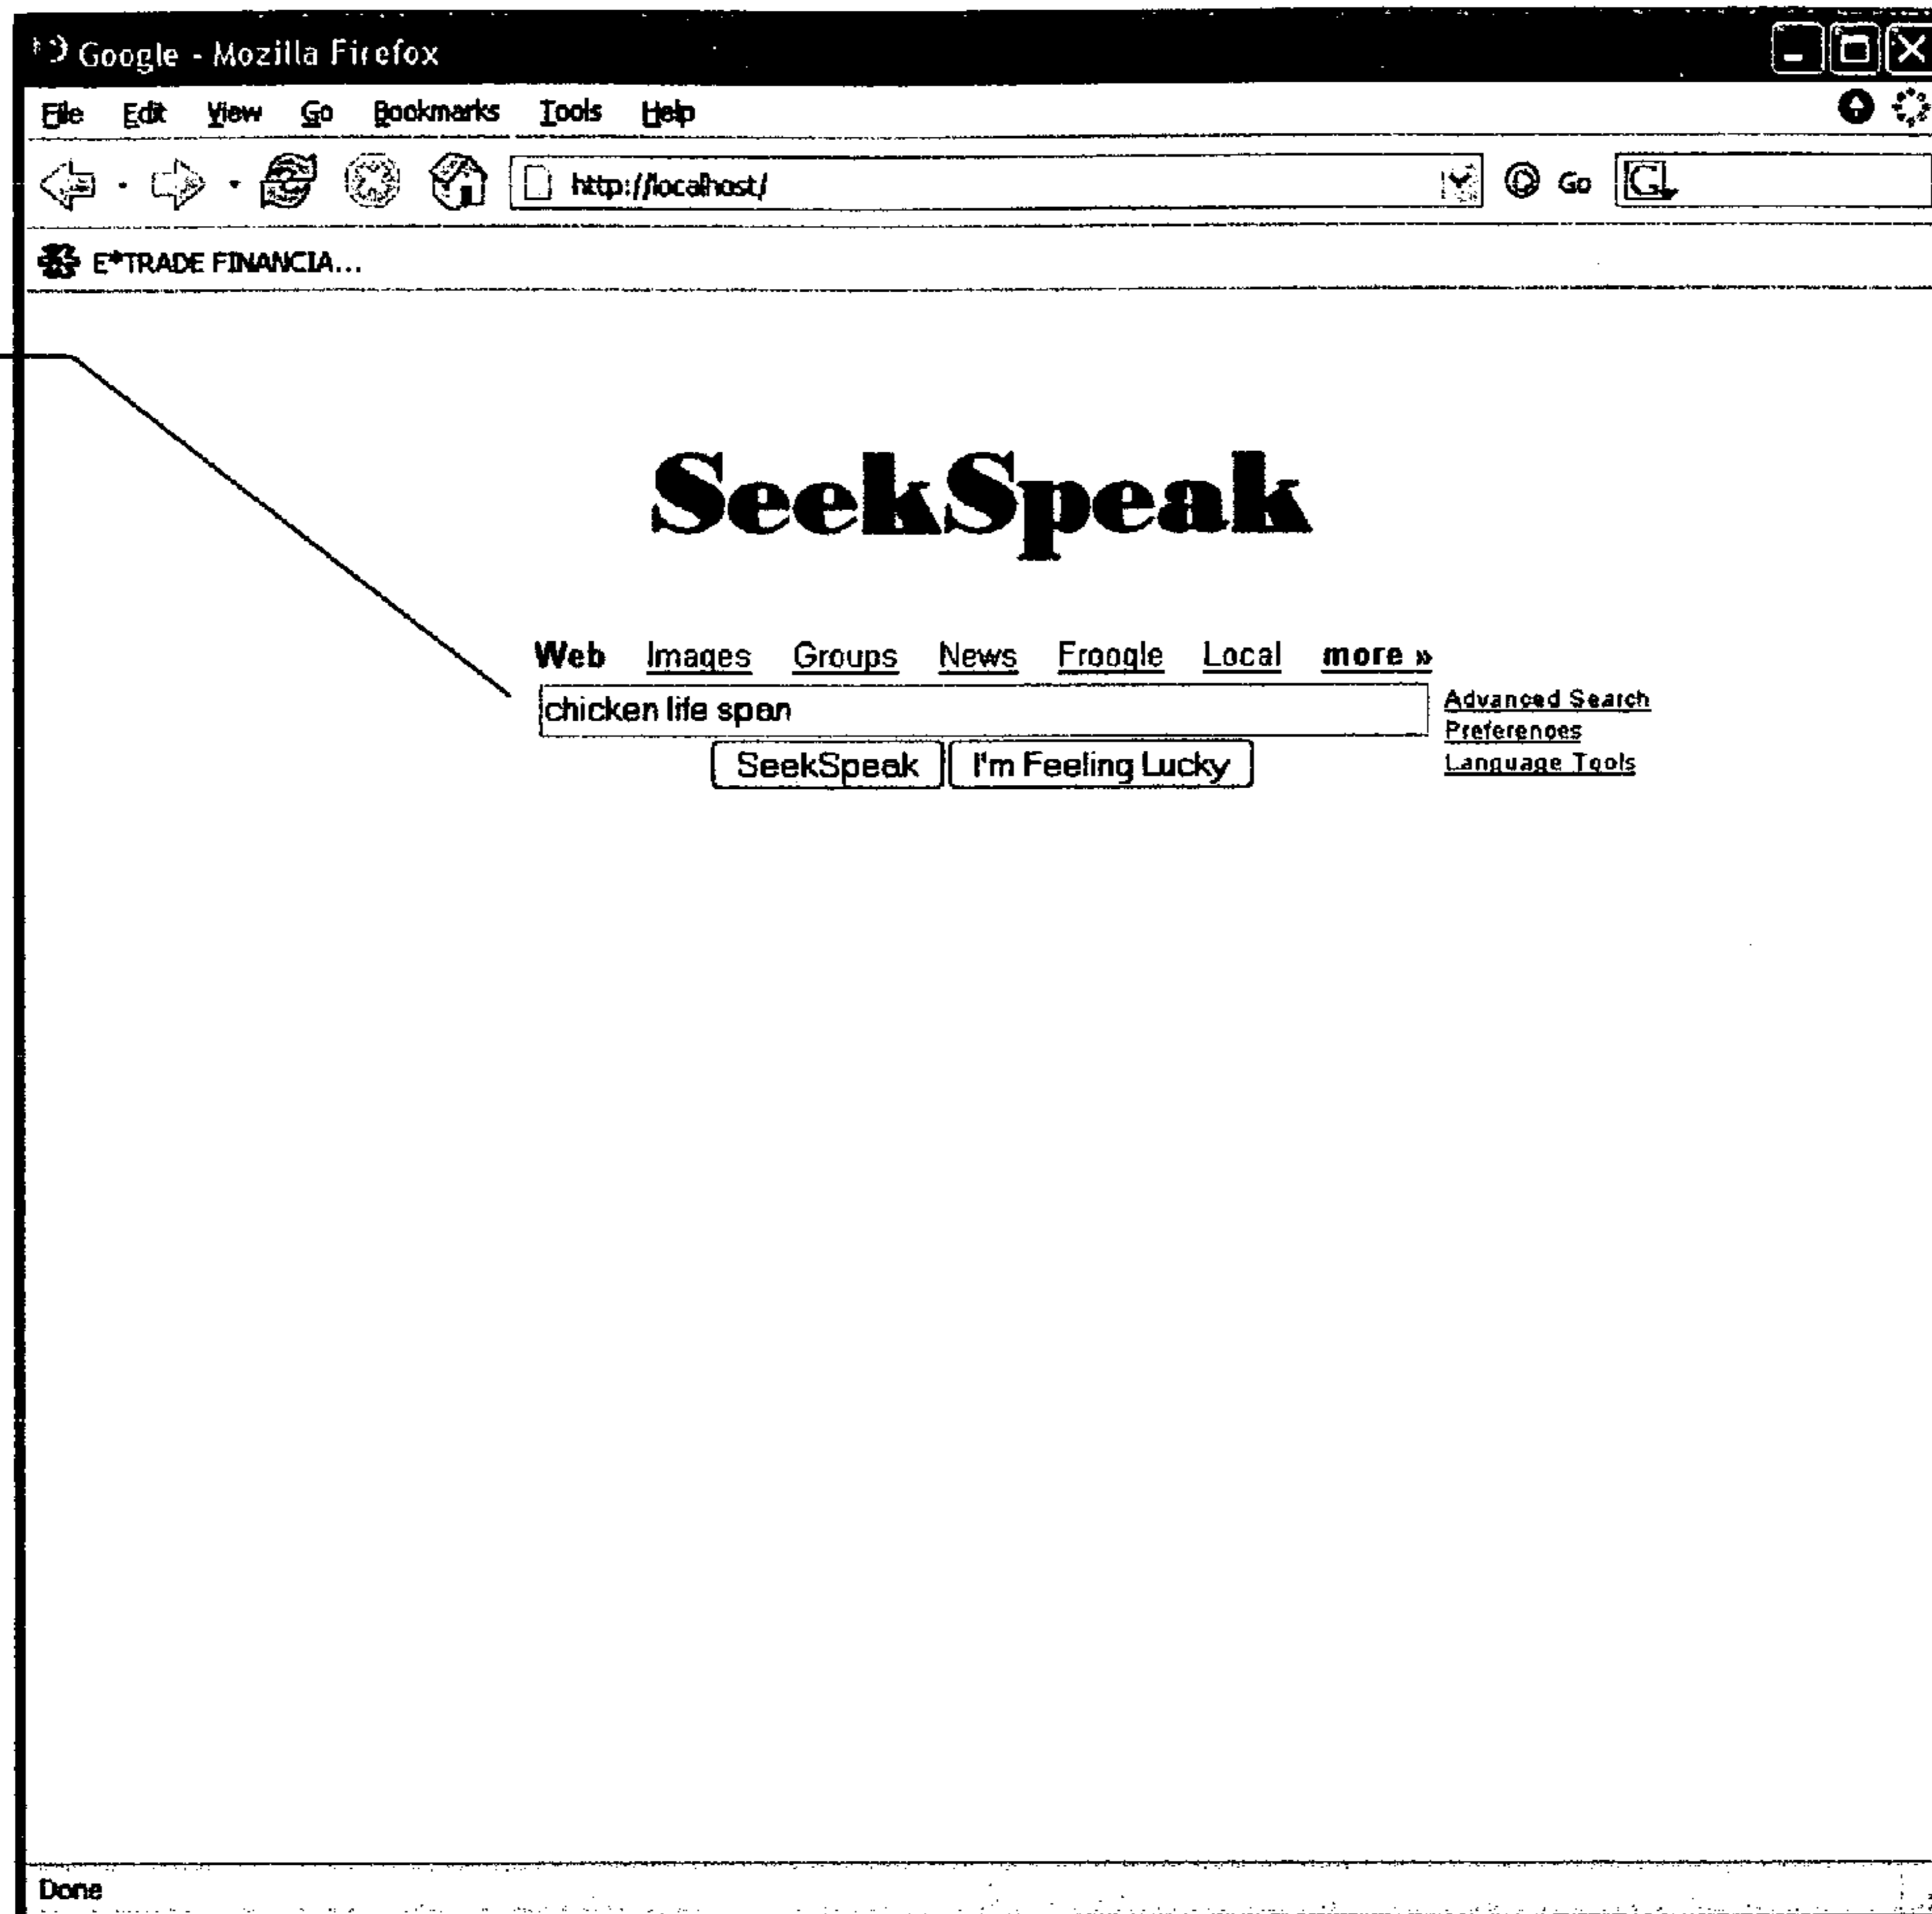 Google - Mozilla Firefox
File Edit View Go Bookmarks Tools Help
http://localhost/ Go G
E*TRADE FINANCIA...
SeekSpeak
Web Images Groups News Froogle Local more »
chicken life span
Advanced Search
Preferences
Language Tools
SeekSpeak I'm Feeling Lucky
Done